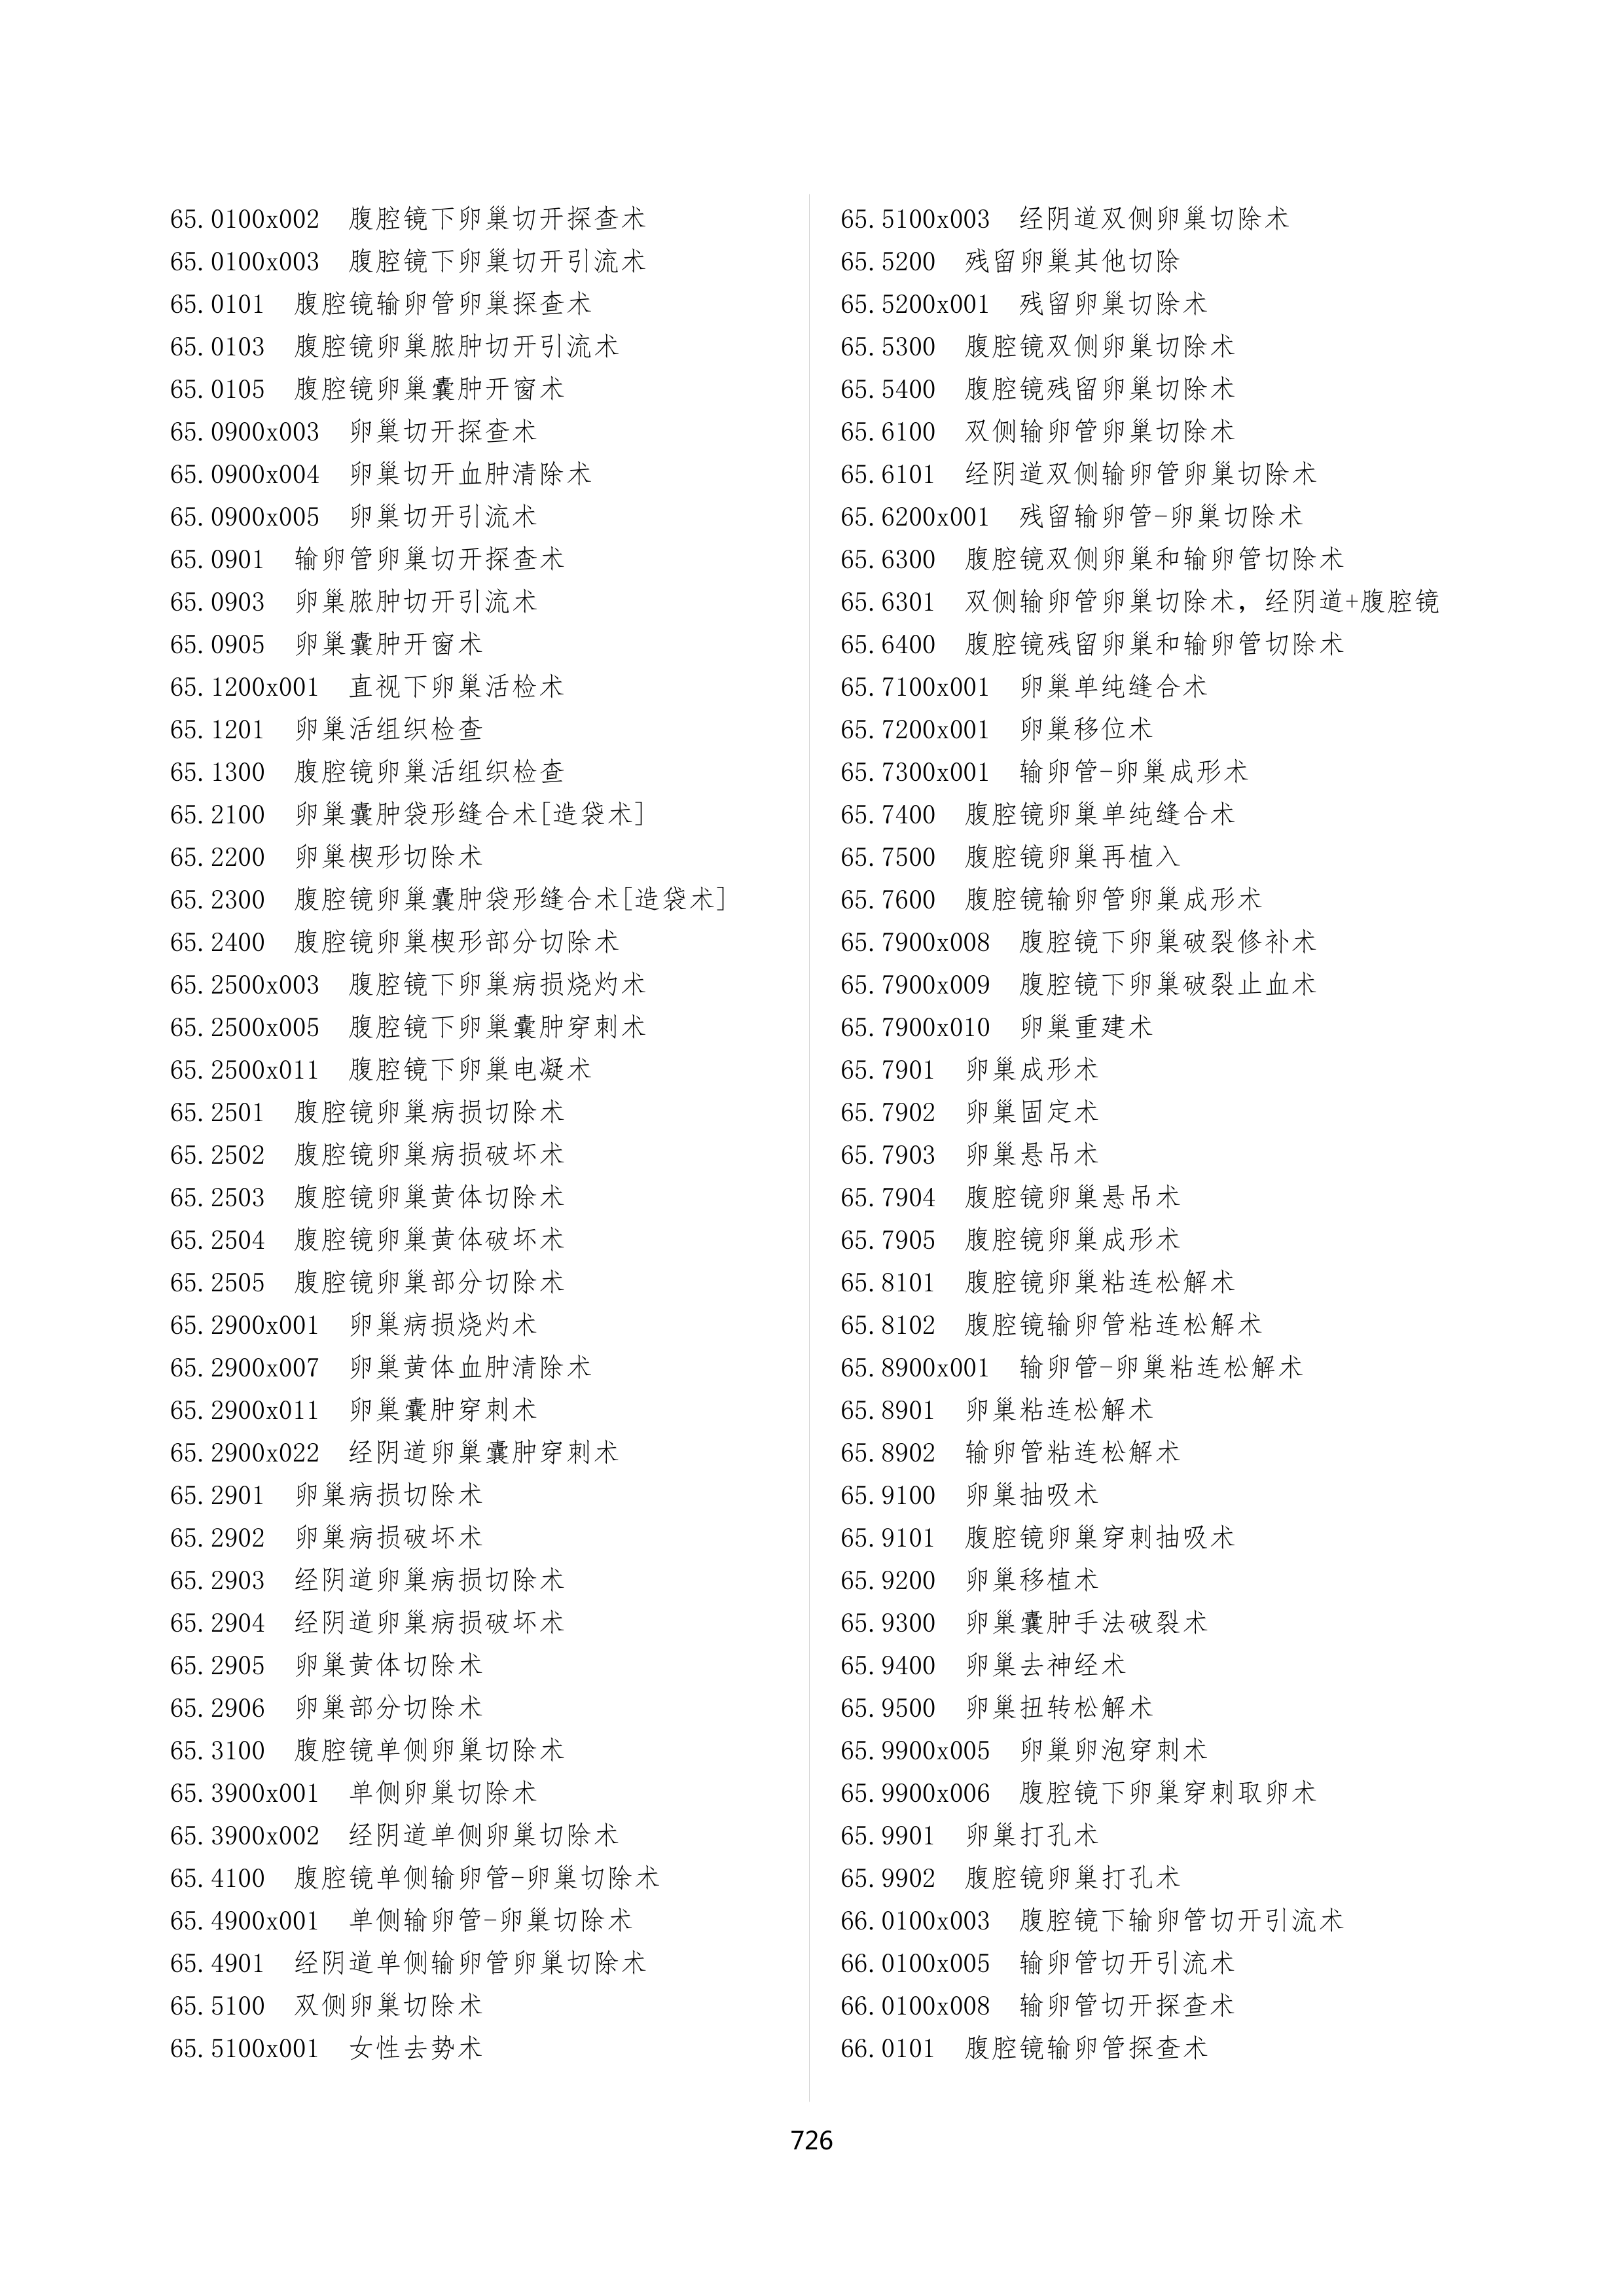 65.0100x002 腹腔镜下卵巢切开探查术
65.0100x003 腹腔镜下卵巢切开引流术
65.0101 腹腔镜输卵管卵巢探查术
65.0103 腹腔镜卵巢脓肿切开引流术
65.0105 腹腔镜卵巢囊肿开窗术
65.0900x003 卵巢切开探查术
65.0900x004 卵巢切开血肿清除术
65.0900x005 卵巢切开引流术
65.0901 输卵管卵巢切开探查术
65.0903 卵巢脓肿切开引流术
65.0905 卵巢囊肿开窗术
65.1200x001 直视下卵巢活检术
65.1201 卵巢活组织检查
65.1300 腹腔镜卵巢活组织检查
65.2100 卵巢囊肿袋形缝合术[造袋术]
65.2200 卵巢楔形切除术
65.2300 腹腔镜卵巢囊肿袋形缝合术[造袋术]
65.2400 腹腔镜卵巢楔形部分切除术
65.2500x003 腹腔镜下卵巢病损烧灼术
65.2500x005 腹腔镜下卵巢囊肿穿刺术
65.2500x011 腹腔镜下卵巢电凝术
65.2501 腹腔镜卵巢病损切除术
65.2502 腹腔镜卵巢病损破坏术
65.2503 腹腔镜卵巢黄体切除术
65.2504 腹腔镜卵巢黄体破坏术
65.2505 腹腔镜卵巢部分切除术
65.2900x001 卵巢病损烧灼术
65.2900x007 卵巢黄体血肿清除术
65.2900x011 卵巢囊肿穿刺术
65.2900x022 经阴道卵巢囊肿穿刺术
65.2901 卵巢病损切除术
65.2902 卵巢病损破坏术
65.2903 经阴道卵巢病损切除术
65.2904 经阴道卵巢病损破坏术
65.2905 卵巢黄体切除术
65.2906 卵巢部分切除术
65.3100 腹腔镜单侧卵巢切除术
65.3900x001 单侧卵巢切除术
65.3900x002 经阴道单侧卵巢切除术
65.4100 腹腔镜单侧输卵管-卵巢切除术
65.4900x001 单侧输卵管-卵巢切除术
65.4901 经阴道单侧输卵管卵巢切除术
65.5100 双侧卵巢切除术
65.5100x001 女性去势术
65.5100x003 经阴道双侧卵巢切除术
65.5200 残留卵巢其他切除
65.5200x001 残留卵巢切除术
65.5300 腹腔镜双侧卵巢切除术
65.5400 腹腔镜残留卵巢切除术
65.6100 双侧输卵管卵巢切除术
65.6101 经阴道双侧输卵管卵巢切除术
65.6200x001 残留输卵管-卵巢切除术
65.6300 腹腔镜双侧卵巢和输卵管切除术
65.6301 双侧输卵管卵巢切除术，经阴道+腹腔镜
65.6400 腹腔镜残留卵巢和输卵管切除术
65.7100x001 卵巢单纯缝合术
65.7200x001 卵巢移位术
65.7300x001 输卵管-卵巢成形术
65.7400 腹腔镜卵巢单纯缝合术
65.7500 腹腔镜卵巢再植入
65.7600 腹腔镜输卵管卵巢成形术
65.7900x008 腹腔镜下卵巢破裂修补术
65.7900x009 腹腔镜下卵巢破裂止血术
65.7900x010 卵巢重建术
65.7901 卵巢成形术
65.7902 卵巢固定术
65.7903 卵巢悬吊术
65.7904 腹腔镜卵巢悬吊术
65.7905 腹腔镜卵巢成形术
65.8101 腹腔镜卵巢粘连松解术
65.8102 腹腔镜输卵管粘连松解术
65.8900x001 输卵管-卵巢粘连松解术
65.8901 卵巢粘连松解术
65.8902 输卵管粘连松解术
65.9100 卵巢抽吸术
65.9101 腹腔镜卵巢穿刺抽吸术
65.9200 卵巢移植术
65.9300 卵巢囊肿手法破裂术
65.9400 卵巢去神经术
65.9500 卵巢扭转松解术
65.9900x005 卵巢卵泡穿刺术
65.9900x006 腹腔镜下卵巢穿刺取卵术
65.9901 卵巢打孔术
65.9902 腹腔镜卵巢打孔术
66.0100x003 腹腔镜下输卵管切开引流术
66.0100x005 输卵管切开引流术
66.0100x008 输卵管切开探查术
66.0101 腹腔镜输卵管探查术
726